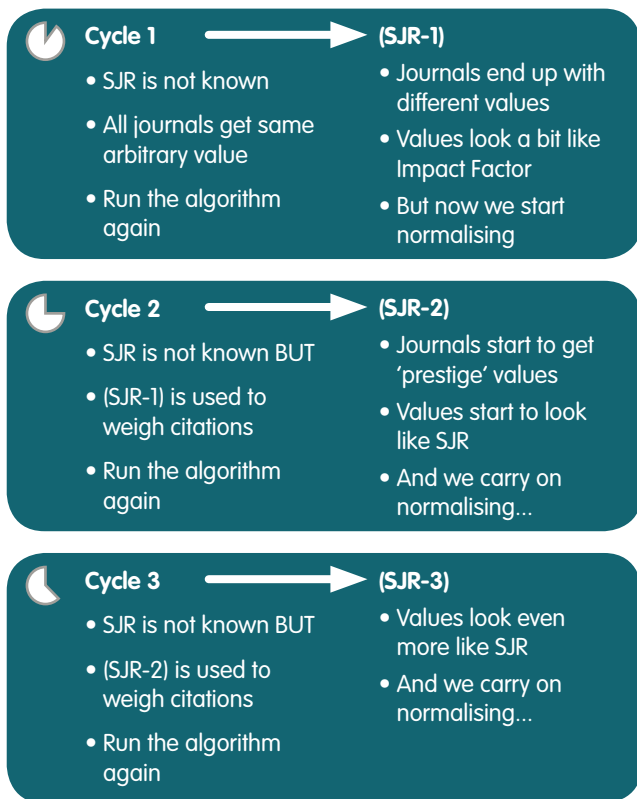 Cycle 1
• SJR is not known
• All journals get same
arbitrary value
• Run the algorithm
again
(SJR-1)
• Journals end up with
different values
• Values look a bit like
Impact Factor
• But now we start
normalising
Cycle 2
• SJR is not known BUT
• (SJR-1) is used to
weigh citations
• Run the algorithm
again
(SJR-2)
• Journals start to get
‘prestige’ values
• Values start to look
like SJR
• And we carry on
normalising...
Cycle 3
• SJR is not known BUT
• (SJR-2) is used to
weigh citations
• Run the algorithm
again
(SJR-3)
• Values look even
more like SJR
• And we carry on
normalising...